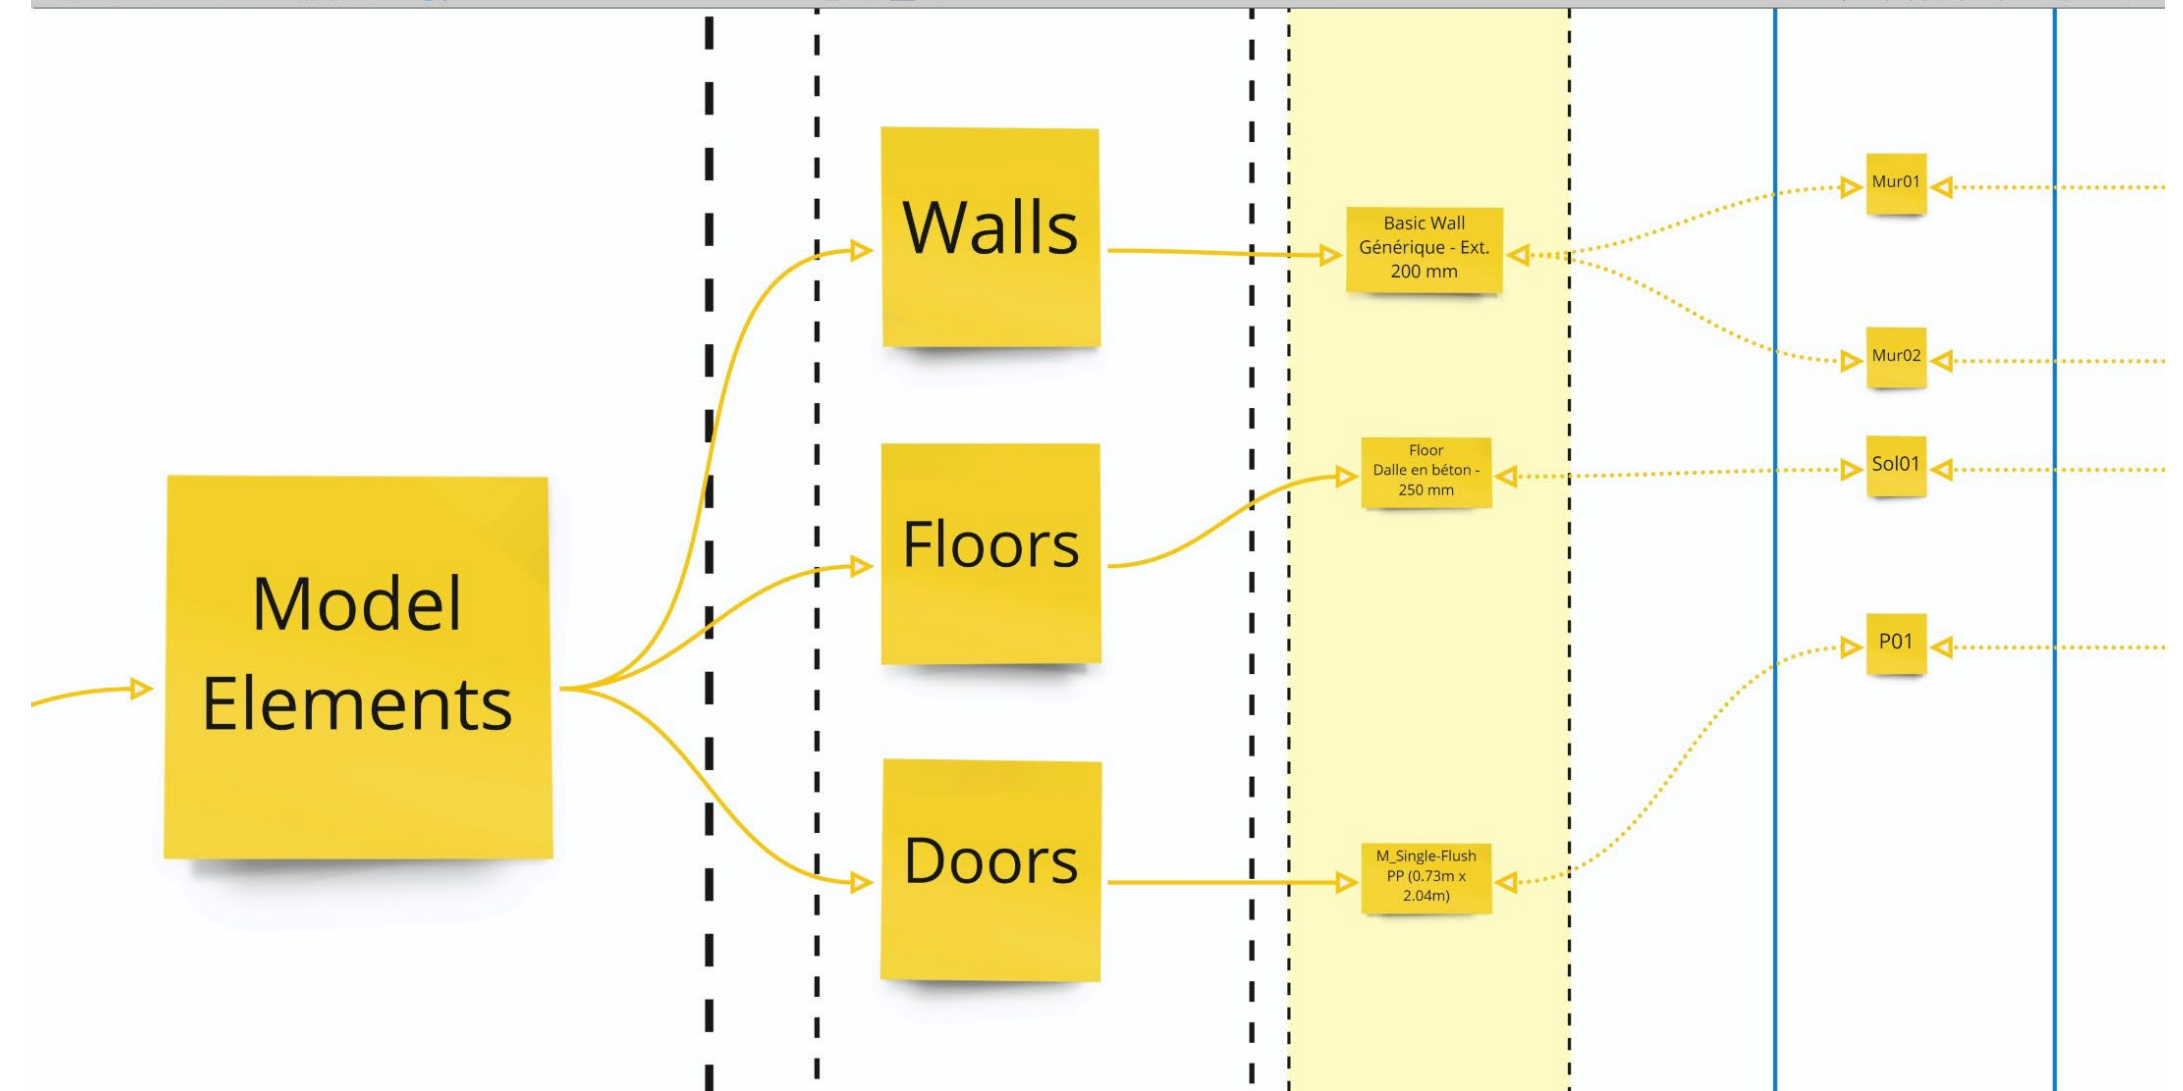 Model
Elements
Walls
Floors
Doors
Basic Wall
Générique - Ext.
200 mm
Floor
Dalle en béton -
250 mm
M_Single-Flush
PP (0.73m x
2.04m)
Mur01
Mur02
Sol01
P01